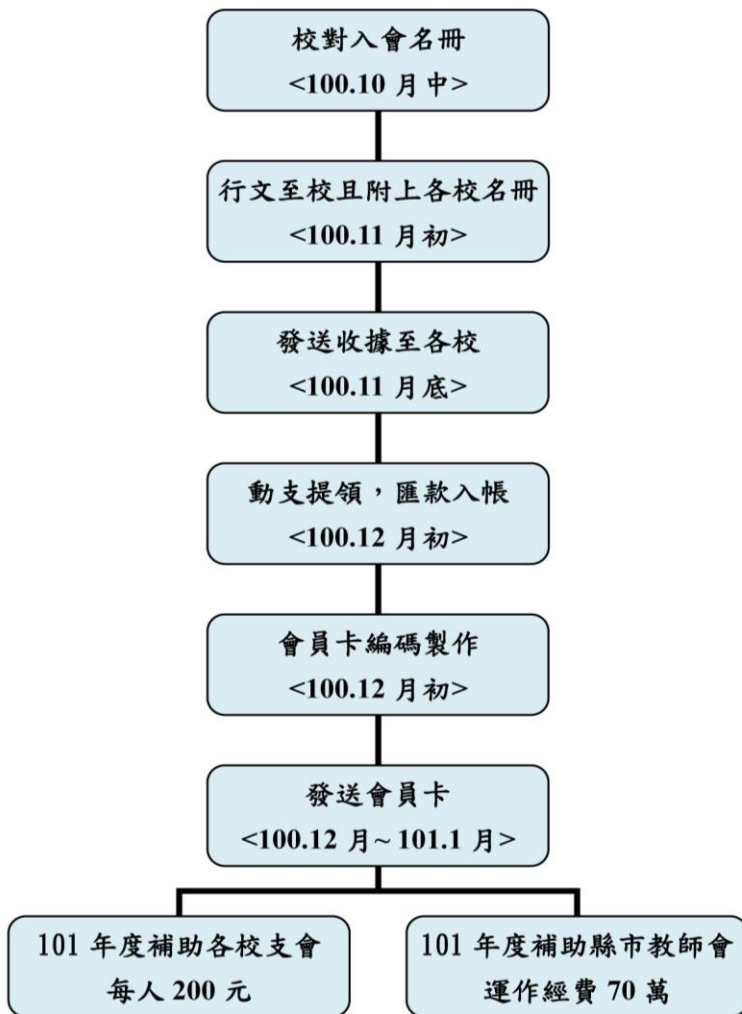 校對入會名冊
<100.10 月中>
行文至校且附上各校名冊
<100.11 月初>
發送收據至各校
<100.11 月底>
動支提領，匯款入帳
<100.12 月初>
會員卡編碼製作
<100.12 月初>
發送會員卡
<100.12 月~ 101.1 月>
101 年度補助各校支會
每人 200 元
101 年度補助縣市教師會
運作經費 70 萬